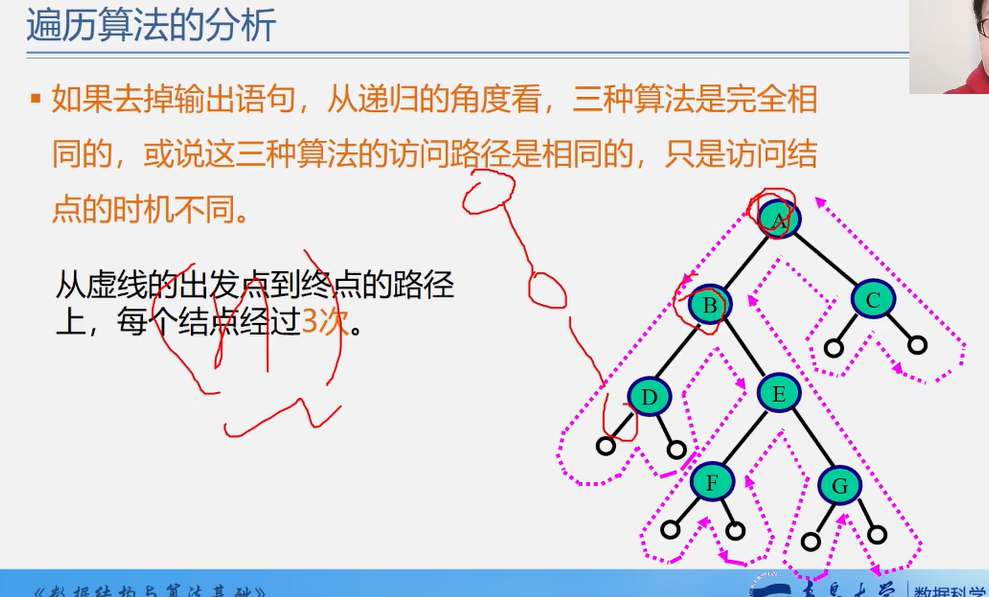 遍历算法的分析
如果去掉输出语句，从递归的角度看，三种算法是完全相
同的，或说这三种算法的访问路径是相同的，只是访问结
点的时机不同。
从虚线的出发点到终点的路径
上，每个结点经过3次。
A
B
C
D
E
F
G
《数据结构与算法基础》
青岛大学
数据科学